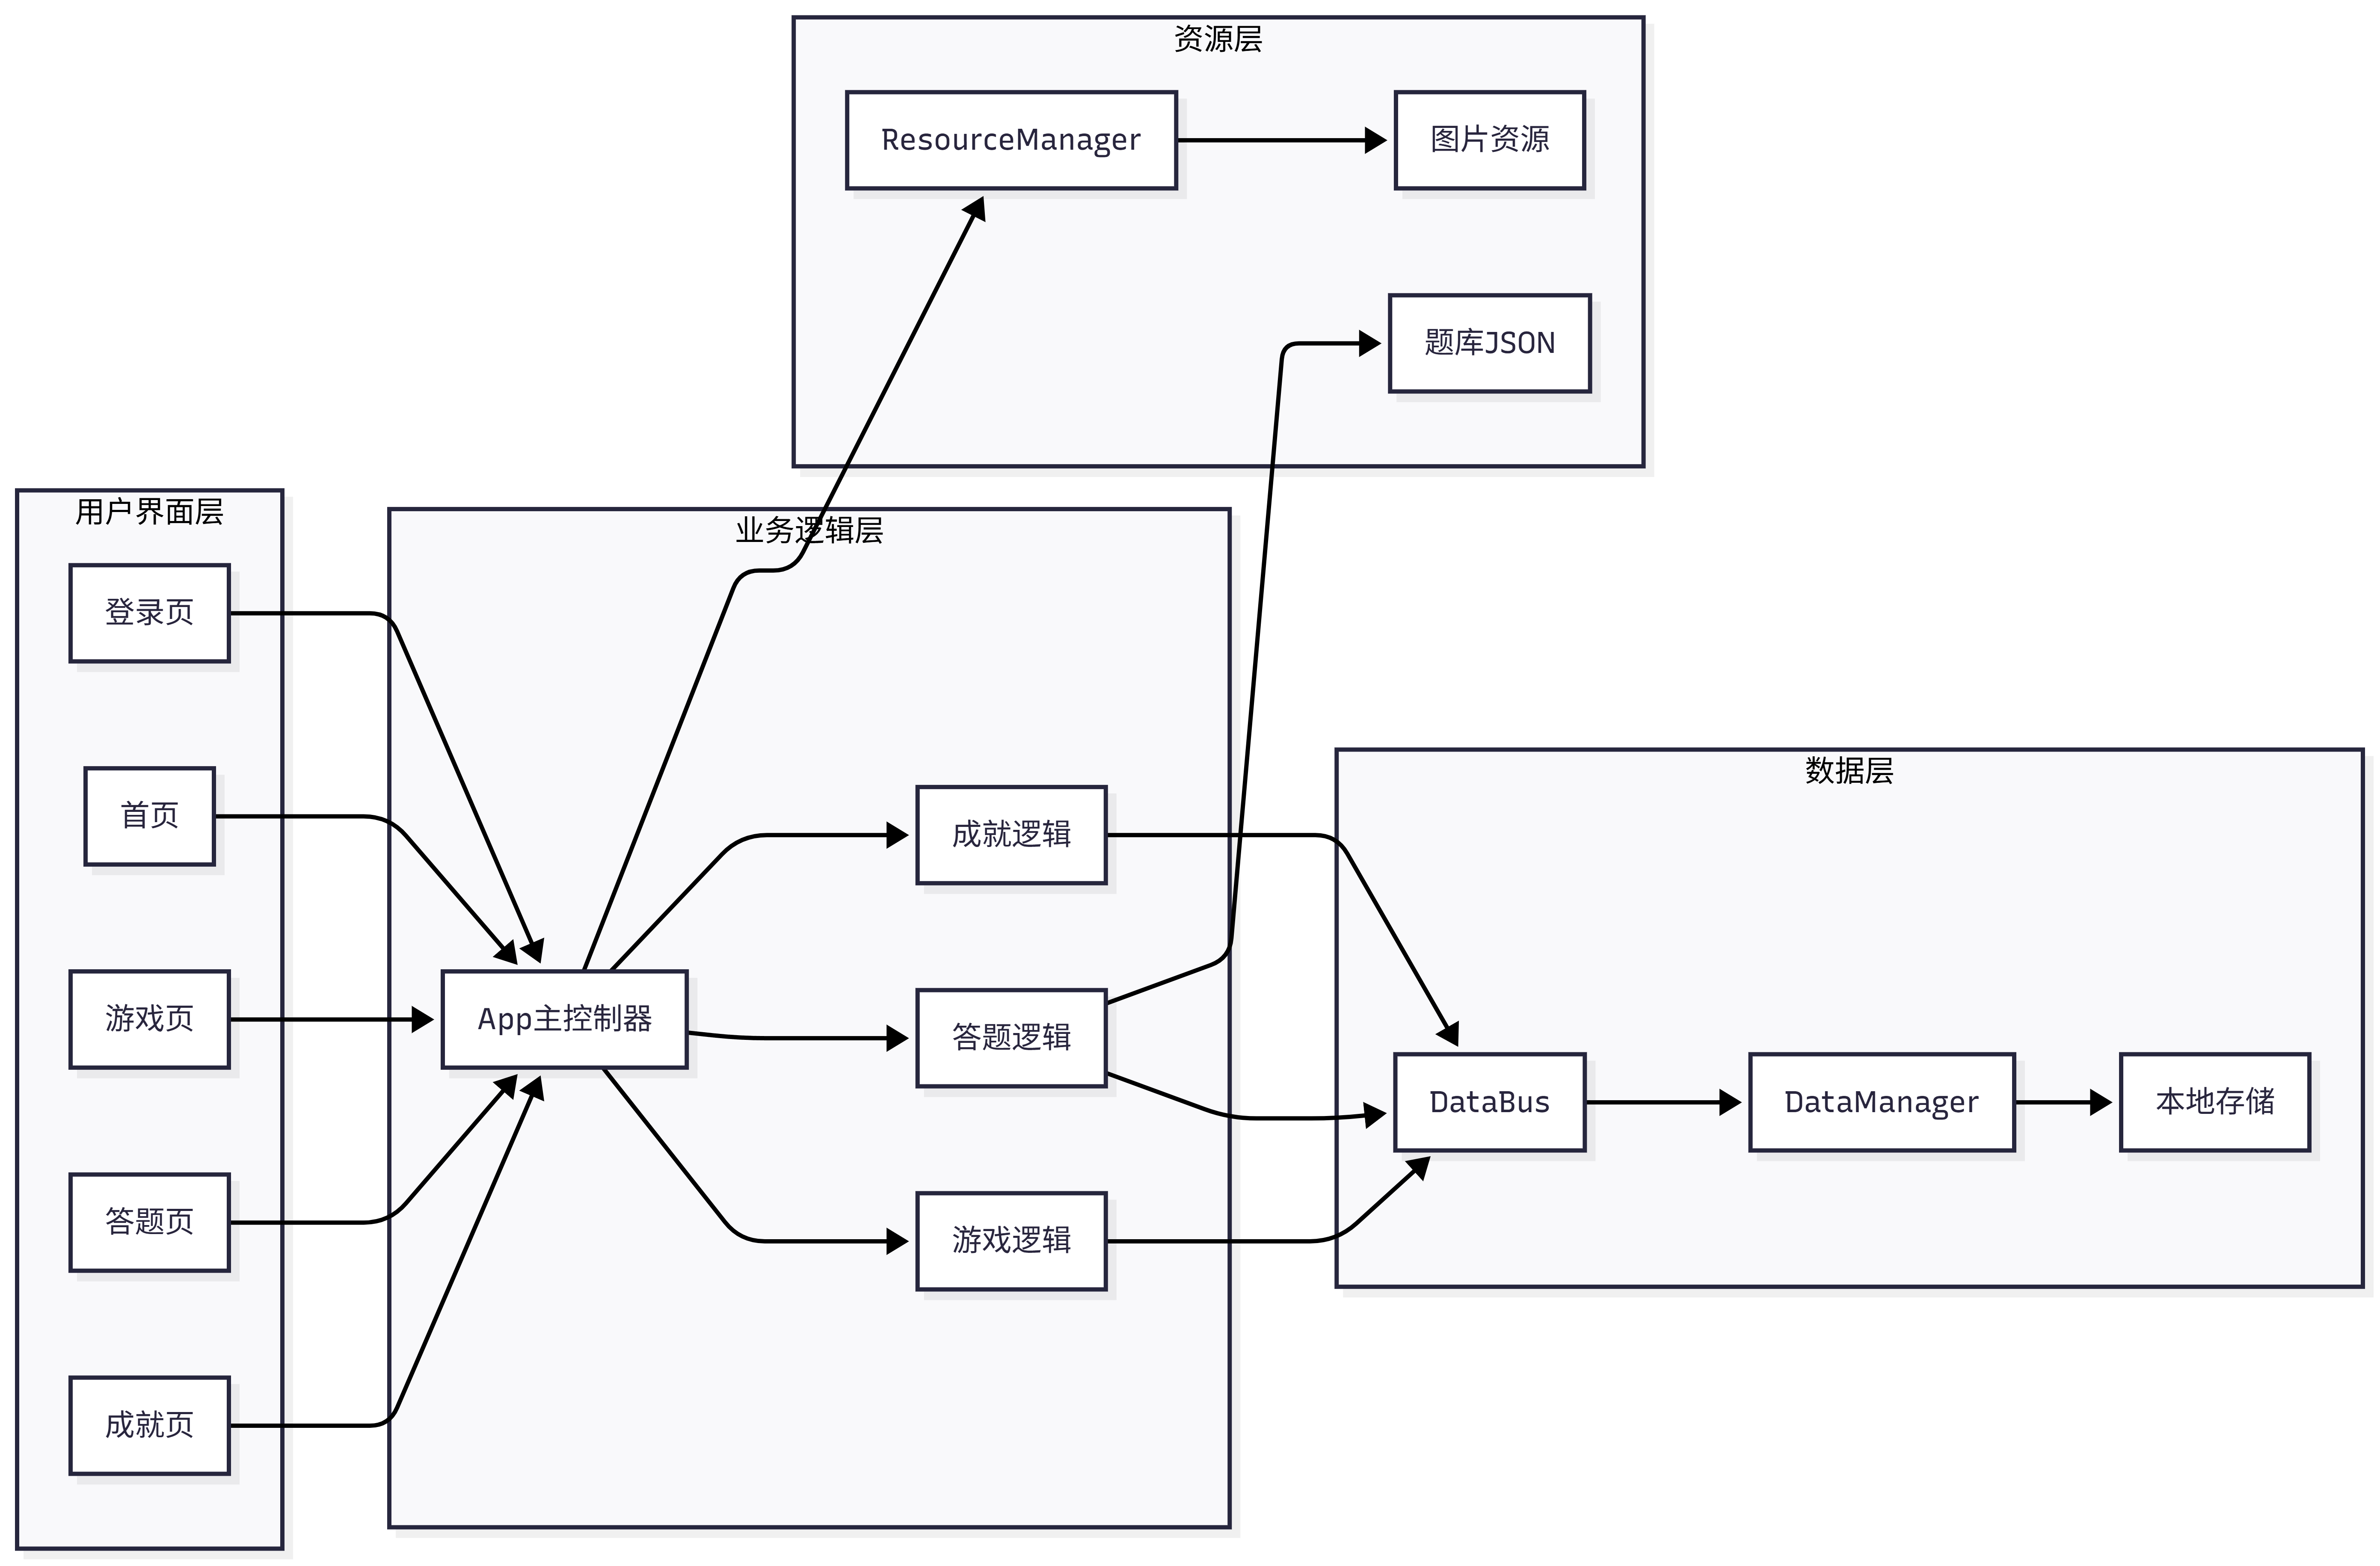 资源层
ResourceManager
图片资源
题库JSON
用户界面层
登录页
首页
游戏页
答题页
成就页
业务逻辑层
App主控制器
成就逻辑
答题逻辑
游戏逻辑
数据层
DataBus
DataManager
本地存储